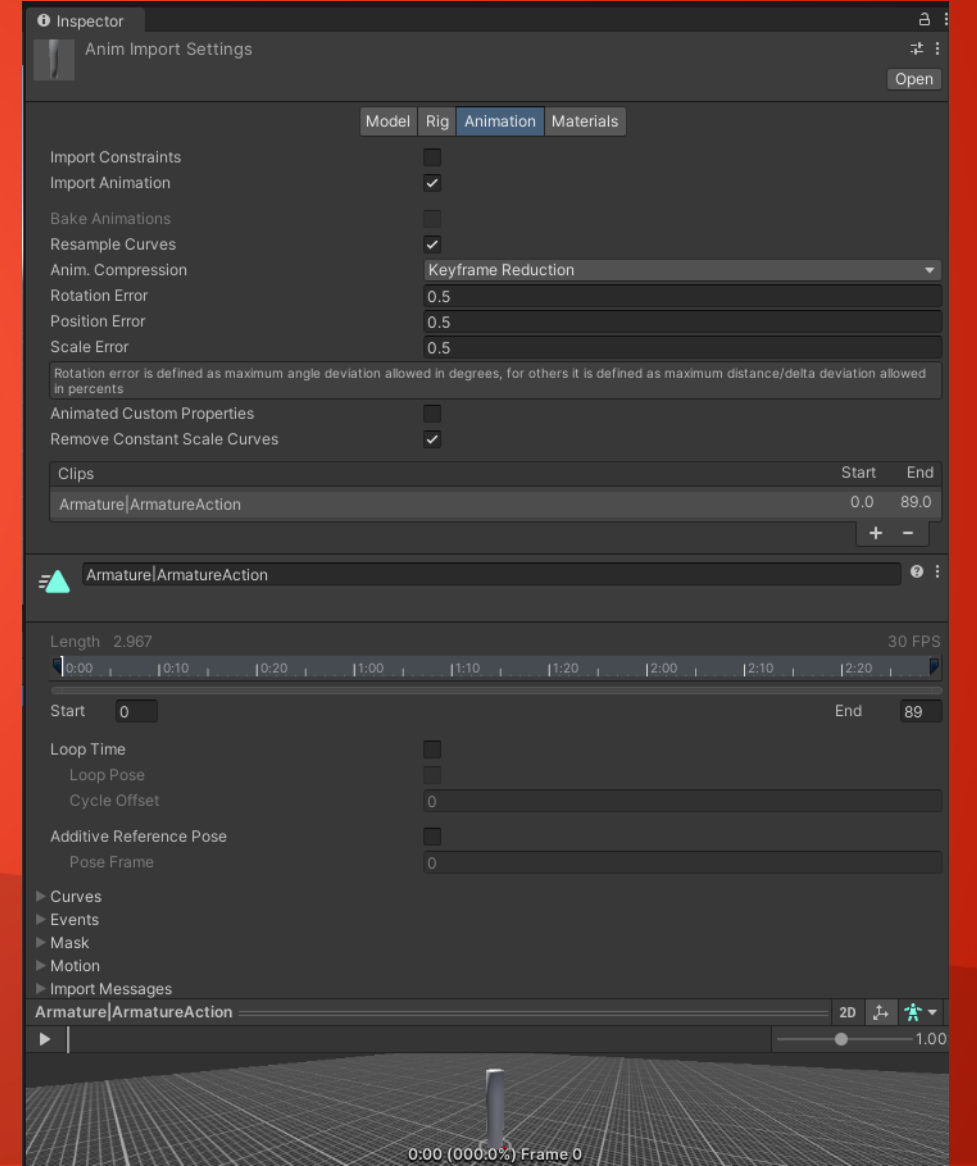 Inspector
Anim Import Settings
Open
Model Rig Animation Materials
Import Constraints
Import Animation
Bake Animations
Resample Curves
Anim. Compression Keyframe Reduction
Rotation Error 0.5
Position Error 0.5
Scale Error 0.5
Rotation error is defined as maximum angle deviation allowed in degrees, for others it is defined as maximum distance/delta deviation allowed
in percents
Animated Custom Properties
Remove Constant Scale Curves
Clips Start End
Armature|ArmatureAction 0.0 89.0
+ −
Armature|ArmatureAction
Length 2.967 30 FPS
0:00 0:10 0:20 1:00 1:10 1:20 2:00 2:10 2:20
Start 0 End 89
Loop Time
Loop Pose
Cycle Offset 0
Additive Reference Pose
Pose Frame 0
Curves
Events
Mask
Motion
Import Messages
Armature|ArmatureAction 2D
1.00
0:00 (000.0%) Frame 0